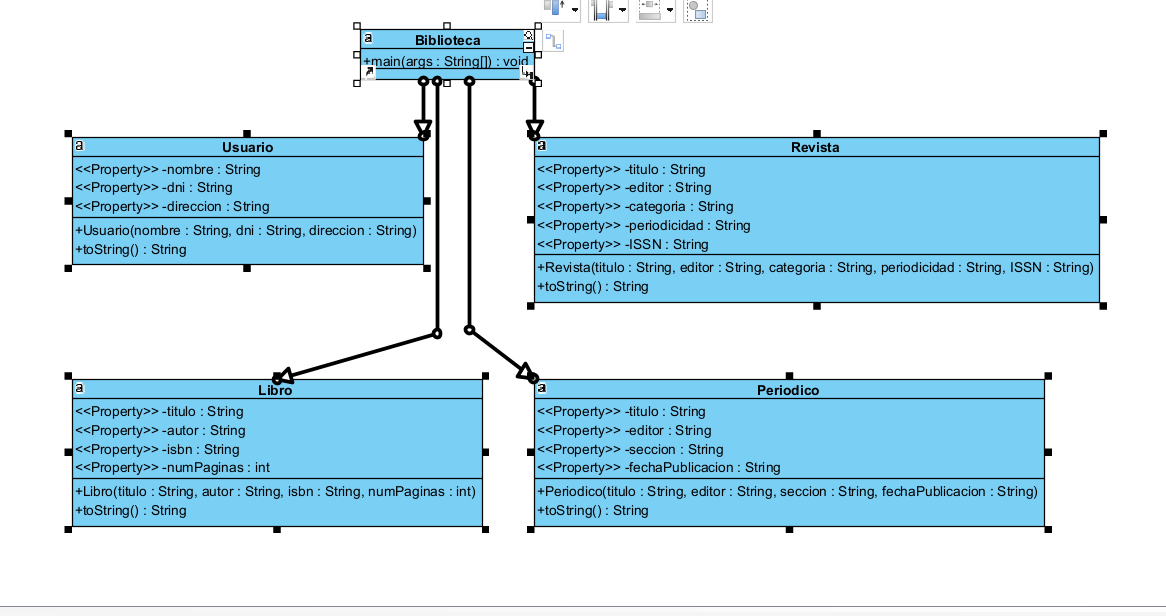 a
Biblioteca
+main(args : String[]) : void
a
Usuario
<<Property>> -nombre : String
<<Property>> -dni : String
<<Property>> -direccion : String
+Usuario(nombre : String, dni : String, direccion : String)
+toString() : String
a
Revista
<<Property>> -titulo : String
<<Property>> -editor : String
<<Property>> -categoria : String
<<Property>> -periodicidad : String
<<Property>> -ISSN : String
+Revista(titulo : String, editor : String, categoria : String, periodicidad : String, ISSN : String)
+toString() : String
a
Libro
<<Property>> -titulo : String
<<Property>> -autor : String
<<Property>> -isbn : String
<<Property>> -numPaginas : int
+Libro(titulo : String, autor : String, isbn : String, numPaginas : int)
+toString() : String
a
Periodico
<<Property>> -titulo : String
<<Property>> -editor : String
<<Property>> -seccion : String
<<Property>> -fechaPublicacion : String
+Periodico(titulo : String, editor : String, seccion : String, fechaPublicacion : String)
+toString() : String